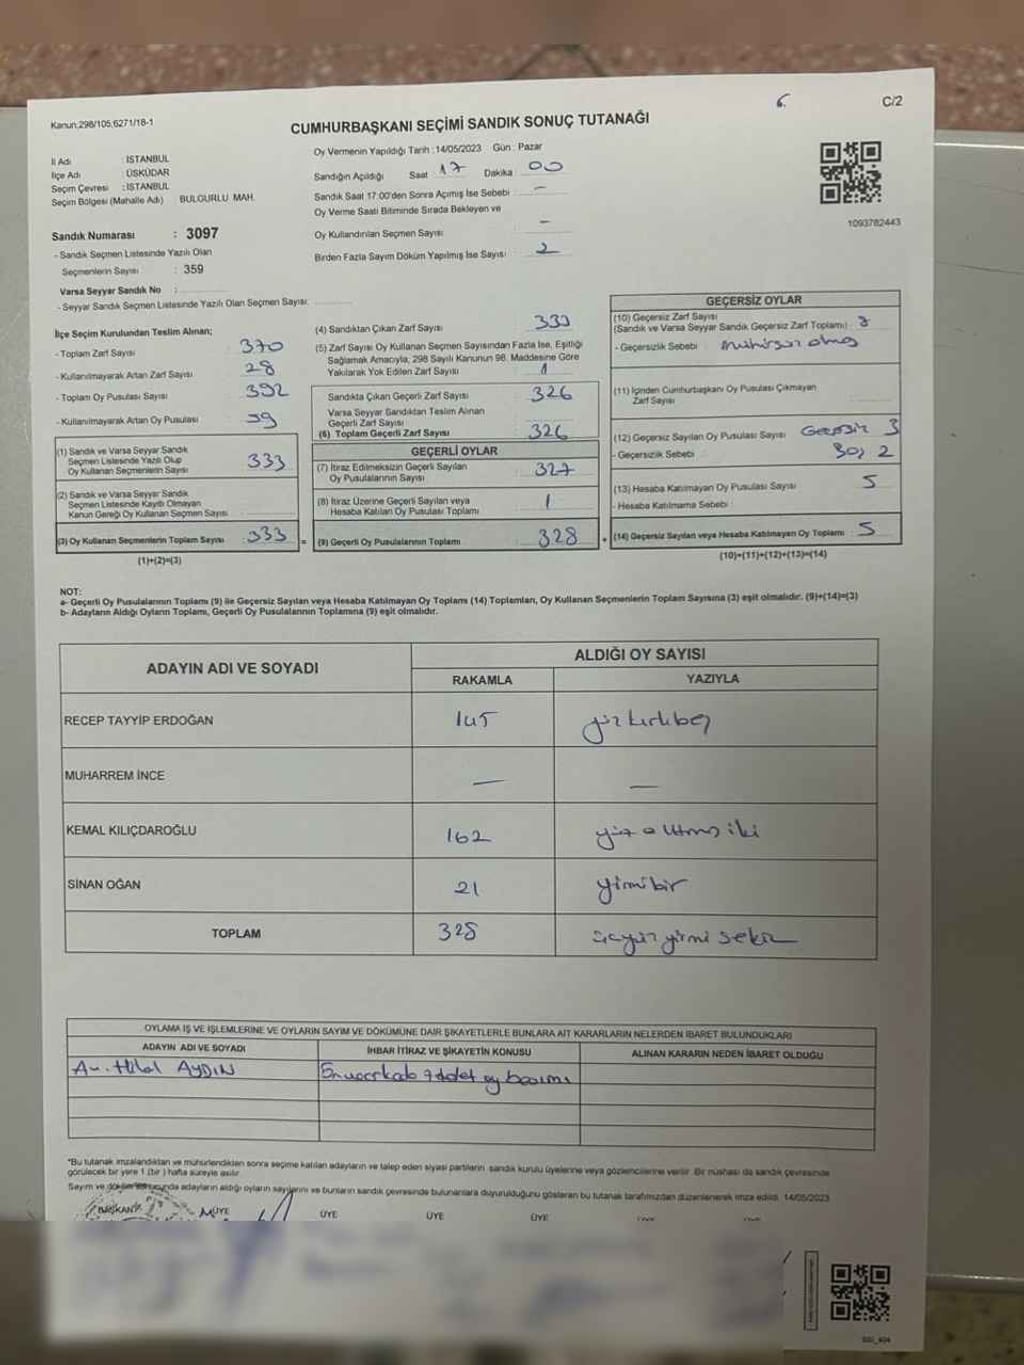 6.
C/2
Kanun:298/105;6271/18-1
CUMHURBAŞKANI SEÇİMİ SANDIK SONUÇ TUTANAĞI
İl Adı : İSTANBUL
İlçe Adı : ÜSKÜDAR
Seçim Çevresi : İSTANBUL
Seçim Bölgesi (Mahalle Adı) BULGURLU MAH.
Sandık Numarası : 3097
- Sandık Seçmen Listesinde Yazılı Olan
Seçmenlerin Sayısı : 359
Varsa Seyyar Sandık No :
- Seyyar Sandık Seçmen Listesinde Yazılı Olan Seçmen Sayısı:
Oy Vermenin Yapıldığı Tarih : 14/05/2023 Gün : Pazar
Sandığın Açıldığı Saat 17 Dakika 00
Sandık Saat 17:00'den Sonra Açımış İse Sebebi : —
Oy Verme Saati Bitiminde Sırada Bekleyen ve
Oy Kullandırılan Seçmen Sayısı : —
Birden Fazla Sayım Döküm Yapılmış İse Sayısı : 2
1093782443
İlçe Seçim Kurulundan Teslim Alınan;
- Toplam Zarf Sayısı 370
- Kullanılmayarak Artan Zarf Sayısı 28
- Toplam Oy Pusulası Sayısı 392
- Kullanılmayarak Artan Oy Pusulası 59
(1) Sandık ve Varsa Seyyar Sandık
Seçmen Listesinde Yazılı Olup
Oy Kullanan Seçmenlerin Sayısı 333
(2) Sandık ve Varsa Seyyar Sandık
Seçmen Listesinde Kayıtlı Olmayan
Kanun Gereği Oy Kullanan Seçmen Sayısı
(3) Oy Kullanan Seçmenlerin Toplam Sayısı : 333 =
(1)+(2)=(3)
(4) Sandıktan Çıkan Zarf Sayısı 333
(5) Zarf Sayısı Oy Kullanan Seçmen Sayısından Fazla İse, Eşitliği
Sağlamak Amacıyla, 298 Sayılı Kanunun 98. Maddesine Göre
Yakılarak Yok Edilen Zarf Sayısı 1
Sandıkta Çıkan Geçerli Zarf Sayısı 326
Varsa Seyyar Sandıktan Teslim Alınan
Geçerli Zarf Sayısı
(6) Toplam Geçerli Zarf Sayısı 326
GEÇERLİ OYLAR
(7) İtiraz Edilmeksizin Geçerli Sayılan
Oy Pusulalarının Sayısı 327
(8) İtiraz Üzerine Geçerli Sayılan veya
Hesaba Katılan Oy Pusulası Toplamı 1
(9) Geçerli Oy Pusulalarının Toplamı 328 +
GEÇERSİZ OYLAR
(10) Geçersiz Zarf Sayısı
(Sandık ve Varsa Seyyar Sandık Geçersiz Zarf Toplamı)
- Geçersizlik Sebebi
(11) İçinden Cumhurbaşkanı Oy Pusulası Çıkmayan
Zarf Sayısı
(12) Geçersiz Sayılan Oy Pusulası Sayısı Geçersiz 3
- Geçersizlik Sebebi Boş 2
(13) Hesaba Katılmayan Oy Pusulası Sayısı 5
- Hesaba Katılmama Sebebi
(14) Geçersiz Sayılan veya Hesaba Katılmayan Oy Toplamı : 5
(10)+(11)+(12)+(13)=(14)
NOT:
a- Geçerli Oy Pusulalarının Toplamı (9) ile Geçersiz Sayılan veya Hesaba Katılmayan Oy Toplamı (14) Toplamları, Oy Kullanan Seçmenlerin Toplam Sayısına (3) eşit olmalıdır. (9)+(14)=(3)
b- Adayların Aldığı Oyların Toplamı, Geçerli Oy Pusulalarının Toplamına (9) eşit olmalıdır.
ADAYIN ADI VE SOYADI ALDIĞI OY SAYISI
RAKAMLA YAZIYLA
RECEP TAYYİP ERDOĞAN 145 yüzkırkbeş
MUHARREM İNCE — —
KEMAL KILIÇDAROĞLU 162 yüz altmış iki
SİNAN OĞAN 21 yirmibir
TOPLAM 328 üçyüz yirmi sekiz
OYLAMA İŞ VE İŞLEMLERİNE VE OYLARIN SAYIM VE DÖKÜMÜNE DAİR ŞİKAYETLERLE BUNLARA AİT KARARLARIN NELERDEN İBARET BULUNDUKLARI
ADAYIN ADI VE SOYADI İHBAR İTİRAZ VE ŞİKAYETİN KONUSU ALINAN KARARIN NEDEN İBARET OLDUĞU
Av. Hilal AYDIN
*Bu tutanak imzalandıktan ve mühürlendikten sonra seçime katılan adayların ve talep eden siyasi partilerin sandık kurulu üyelerine veya gözlemcilerine verilir. Bir nüshası da sandık çevresinde
görülecek bir yere 1 (bir) hafta süreyle asılır.
Sayım ve döküm sonucunda adayların aldığı oyların sayılarını ve bunların sandık çevresinde bulunanlara duyurulduğunu gösteren bu tutanak tarafımızdan düzenlenerek imza edildi. 14/05/2023
BAŞKAN ÜYE ÜYE ÜYE ÜYE